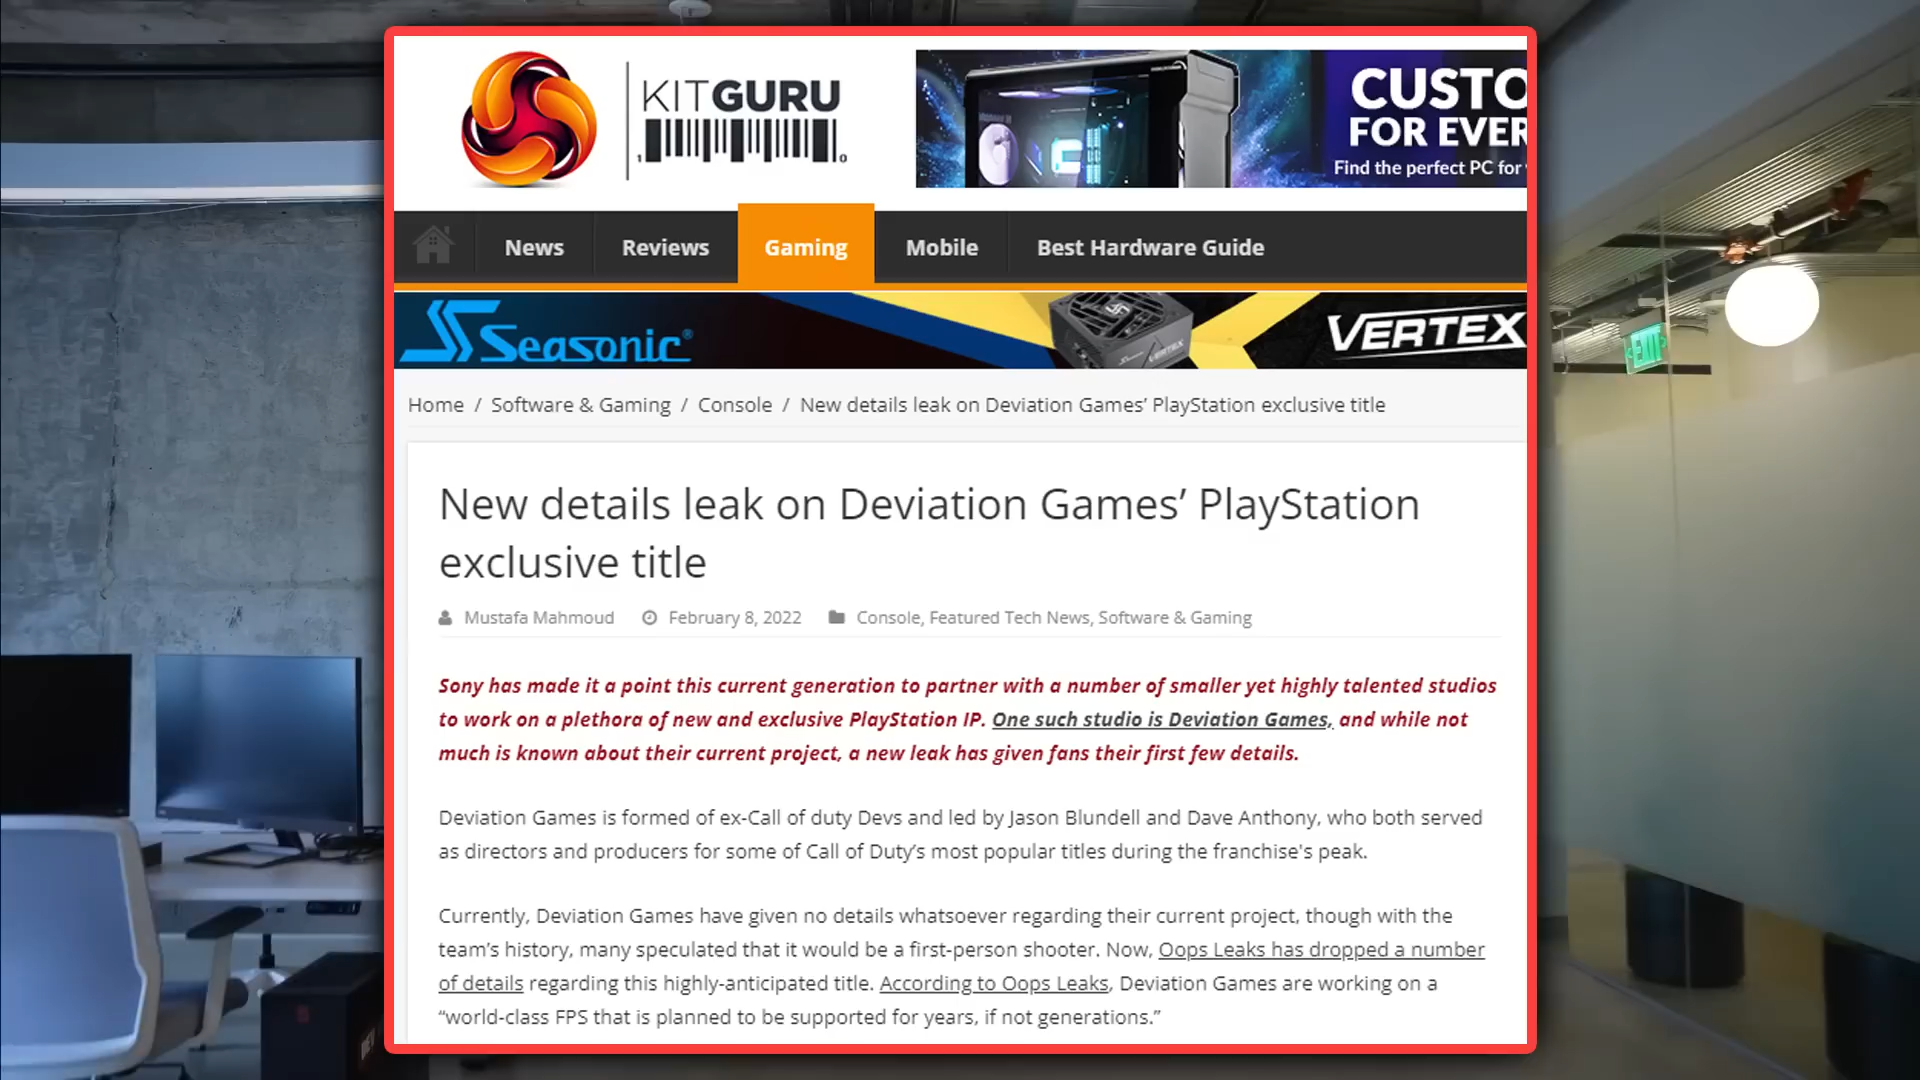 KITGURU
1 0
CUSTO
FOR EVER
Find the perfect PC for
News Reviews Gaming Mobile Best Hardware Guide
Seasonic® VERTEX
Home / Software & Gaming / Console / New details leak on Deviation Games’ PlayStation exclusive title
New details leak on Deviation Games’ PlayStation
exclusive title
Mustafa Mahmoud February 8, 2022 Console, Featured Tech News, Software & Gaming
Sony has made it a point this current generation to partner with a number of smaller yet highly talented studios
to work on a plethora of new and exclusive PlayStation IP. One such studio is Deviation Games, and while not
much is known about their current project, a new leak has given fans their first few details.
Deviation Games is formed of ex-Call of duty Devs and led by Jason Blundell and Dave Anthony, who both served
as directors and producers for some of Call of Duty’s most popular titles during the franchise's peak.
Currently, Deviation Games have given no details whatsoever regarding their current project, though with the
team’s history, many speculated that it would be a first-person shooter. Now, Oops Leaks has dropped a number
of details regarding this highly-anticipated title. According to Oops Leaks, Deviation Games are working on a
“world-class FPS that is planned to be supported for years, if not generations.”
EXIT